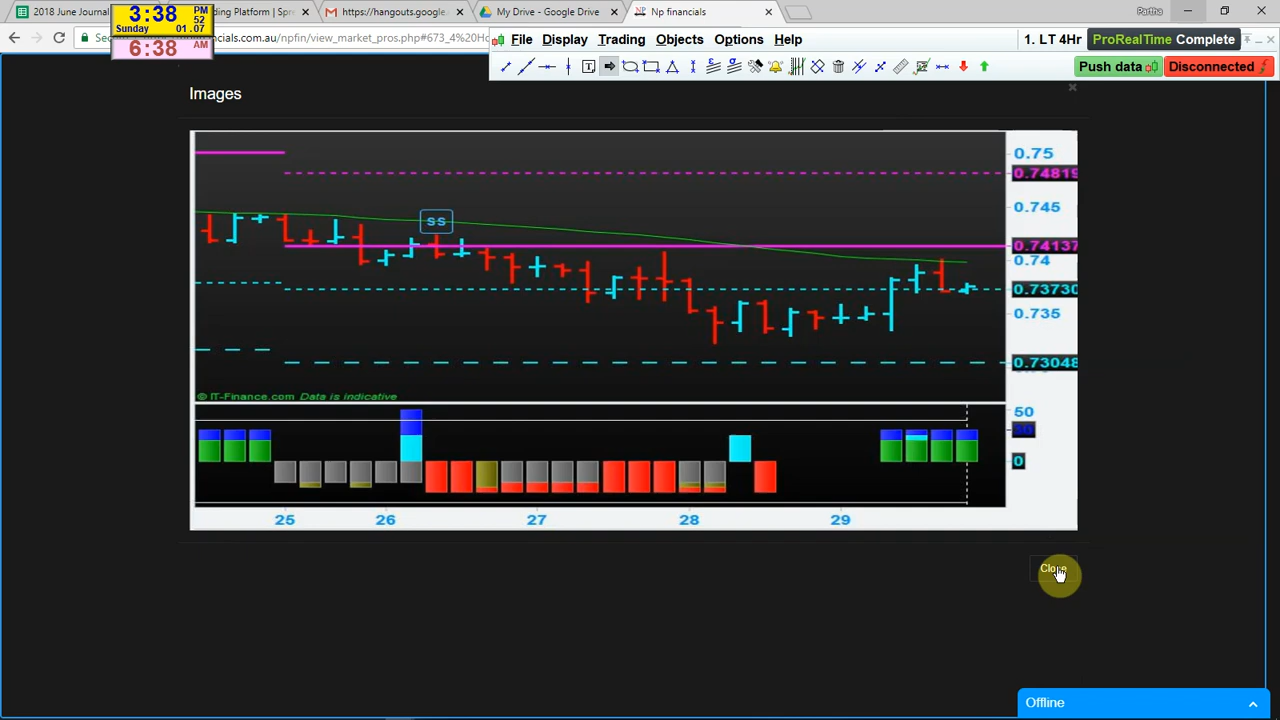 2018 June Journal
ding Platform | Spr
https://hangouts.google.
My Drive - Google Drive
Np financials
Partho
3:38 PM 52
Sunday 01.07
6:38 AM
ncials.com.au/npfin/view_market_pros.php#673_4%20Ho
File Display Trading Objects Options Help
1. LT 4Hr ProRealTime Complete
Push data Disconnected
Images
0.75
0.74819
0.745
ss
0.74137
0.74
0.73730
0.735
0.73048
© IT-Finance.com Data is indicative
50
0
25 26 27 28 29
Close
Offline